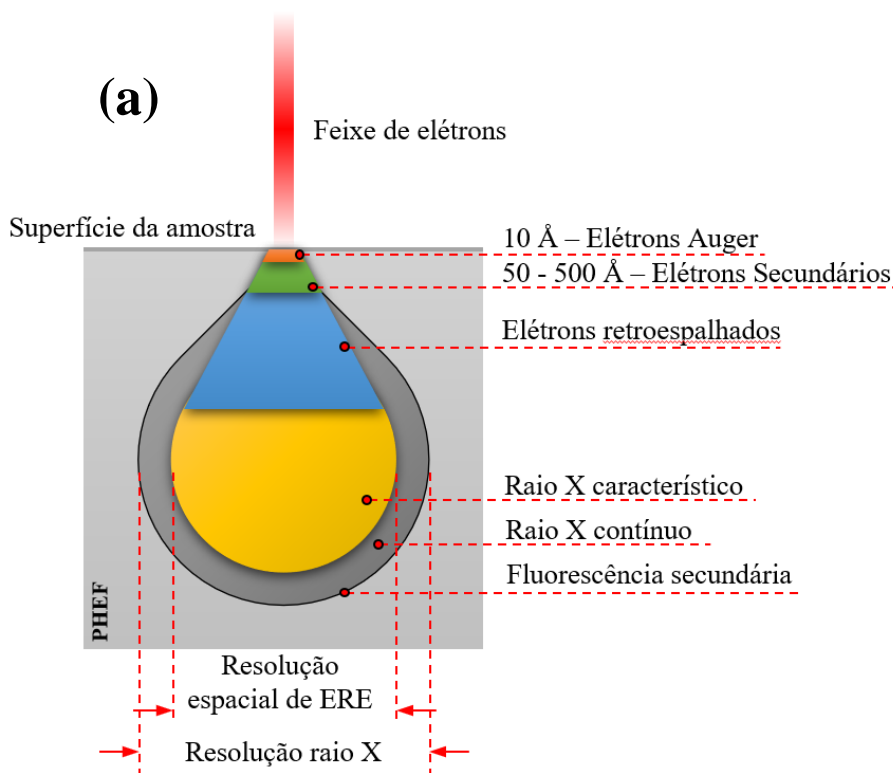 (a)
Feixe de elétrons
Superfície da amostra
10 Å – Elétrons Auger
50 - 500 Å – Elétrons Secundários
Elétrons retroespalhados
Raio X característico
Raio X contínuo
Fluorescência secundária
PHEF
Resolução
espacial de ERE
Resolução raio X